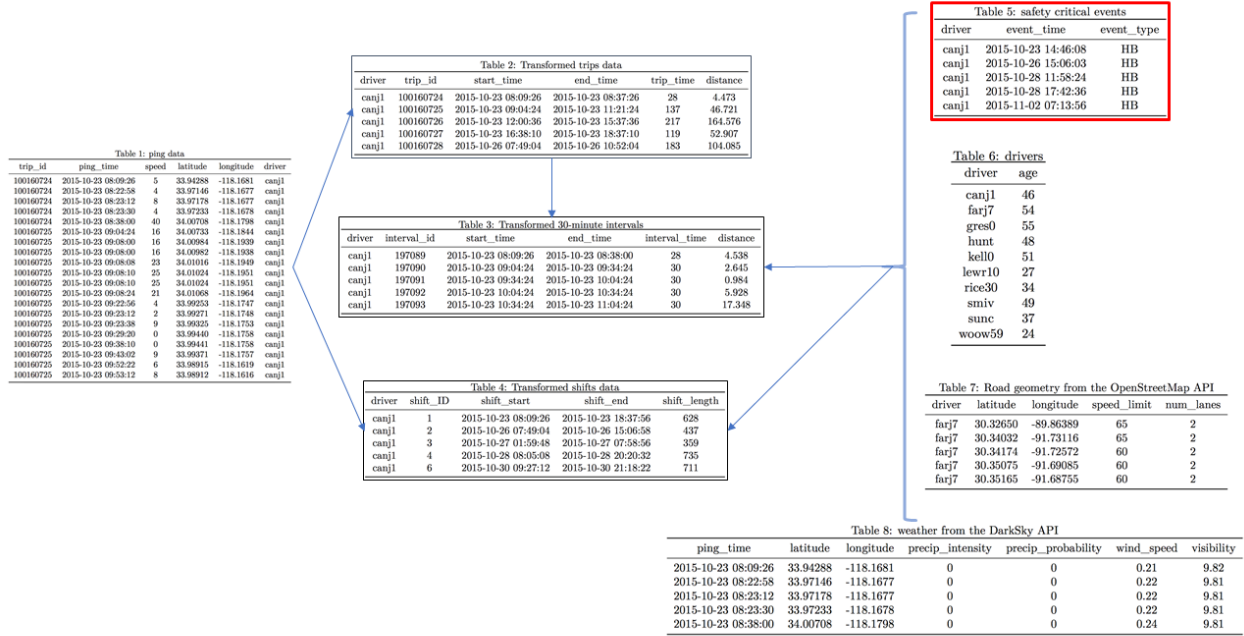 Table 1: ping data
trip_id ping_time speed latitude longitude driver
100160724 2015-10-23 08:09:26 5 33.94288 -118.1681 canj1
100160724 2015-10-23 08:22:58 4 33.97146 -118.1677 canj1
100160724 2015-10-23 08:23:12 8 33.97178 -118.1677 canj1
100160724 2015-10-23 08:23:30 4 33.97233 -118.1678 canj1
100160724 2015-10-23 08:38:00 40 34.00708 -118.1798 canj1
100160725 2015-10-23 09:04:24 16 34.00733 -118.1844 canj1
100160725 2015-10-23 09:08:00 16 34.00984 -118.1939 canj1
100160725 2015-10-23 09:08:00 16 34.00982 -118.1938 canj1
100160725 2015-10-23 09:08:08 23 34.01016 -118.1949 canj1
100160725 2015-10-23 09:08:10 25 34.01024 -118.1951 canj1
100160725 2015-10-23 09:08:10 25 34.01024 -118.1951 canj1
100160725 2015-10-23 09:08:24 21 34.01068 -118.1964 canj1
100160725 2015-10-23 09:22:56 4 33.99253 -118.1747 canj1
100160725 2015-10-23 09:23:12 2 33.99271 -118.1748 canj1
100160725 2015-10-23 09:23:38 9 33.99325 -118.1753 canj1
100160725 2015-10-23 09:29:20 0 33.99440 -118.1758 canj1
100160725 2015-10-23 09:38:10 0 33.99441 -118.1758 canj1
100160725 2015-10-23 09:43:02 9 33.99371 -118.1757 canj1
100160725 2015-10-23 09:52:22 6 33.98915 -118.1619 canj1
100160725 2015-10-23 09:53:12 8 33.98912 -118.1616 canj1
Table 2: Transformed trips data
driver trip_id start_time end_time trip_time distance
canj1 100160724 2015-10-23 08:09:26 2015-10-23 08:37:26 28 4.473
canj1 100160725 2015-10-23 09:04:24 2015-10-23 11:21:24 137 46.721
canj1 100160726 2015-10-23 12:00:36 2015-10-23 15:37:36 217 164.576
canj1 100160727 2015-10-23 16:38:10 2015-10-23 18:37:10 119 52.907
canj1 100160728 2015-10-26 07:49:04 2015-10-26 10:52:04 183 104.085
Table 3: Transformed 30-minute intervals
driver interval_id start_time end_time interval_time distance
canj1 197089 2015-10-23 08:09:26 2015-10-23 08:38:00 28 4.538
canj1 197090 2015-10-23 09:04:24 2015-10-23 09:34:24 30 2.645
canj1 197091 2015-10-23 09:34:24 2015-10-23 10:04:24 30 0.984
canj1 197092 2015-10-23 10:04:24 2015-10-23 10:34:24 30 5.928
canj1 197093 2015-10-23 10:34:24 2015-10-23 11:04:24 30 17.348
Table 4: Transformed shifts data
driver shift_ID shift_start shift_end shift_length
canj1 1 2015-10-23 08:09:26 2015-10-23 18:37:56 628
canj1 2 2015-10-26 07:49:04 2015-10-26 15:06:58 437
canj1 3 2015-10-27 01:59:48 2015-10-27 07:58:56 359
canj1 4 2015-10-28 08:05:08 2015-10-28 20:20:32 735
canj1 6 2015-10-30 09:27:12 2015-10-30 21:18:22 711
Table 5: safety critical events
driver event_time event_type
canj1 2015-10-23 14:46:08 HB
canj1 2015-10-26 15:06:03 HB
canj1 2015-10-28 11:58:24 HB
canj1 2015-10-28 17:42:36 HB
canj1 2015-11-02 07:13:56 HB
Table 6: drivers
driver age
canj1 46
farj7 54
gres0 55
hunt 48
kell0 51
lewr10 27
rice30 34
smiv 49
sunc 37
woow59 24
Table 7: Road geometry from the OpenStreetMap API
driver latitude longitude speed_limit num_lanes
farj7 30.32650 -89.86389 65 2
farj7 30.34032 -91.73116 65 2
farj7 30.34174 -91.72572 60 2
farj7 30.35075 -91.69085 60 2
farj7 30.35165 -91.68755 60 2
Table 8: weather from the DarkSky API
ping_time latitude longitude precip_intensity precip_probability wind_speed visibility
2015-10-23 08:09:26 33.94288 -118.1681 0 0 0.21 9.82
2015-10-23 08:22:58 33.97146 -118.1677 0 0 0.22 9.81
2015-10-23 08:23:12 33.97178 -118.1677 0 0 0.22 9.81
2015-10-23 08:23:30 33.97233 -118.1678 0 0 0.22 9.81
2015-10-23 08:38:00 34.00708 -118.1798 0 0 0.24 9.81